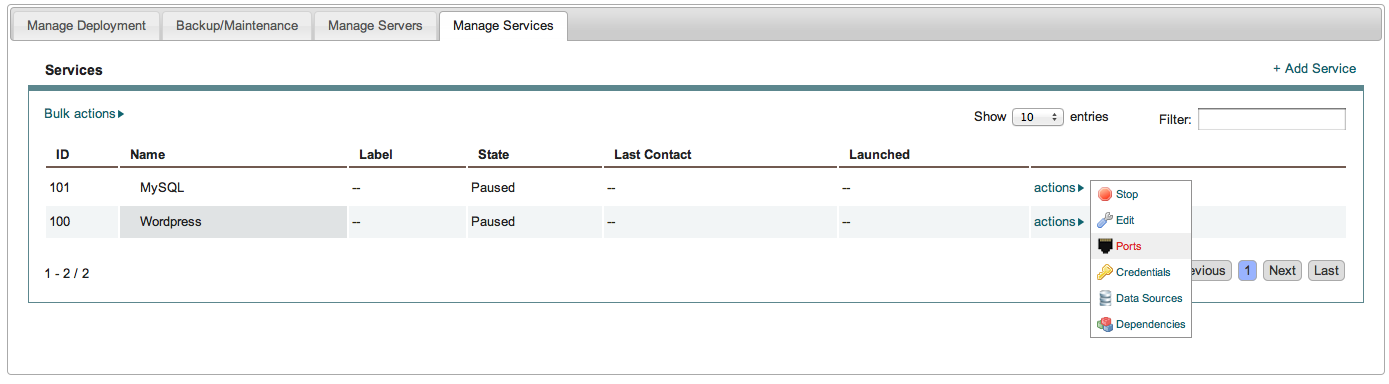 Manage Deployment Backup/Maintenance Manage Servers Manage Services
Services + Add Service
Bulk actions Show 10 entries Filter:
ID Name Label State Last Contact Launched
101 MySQL -- Paused -- -- actions
Stop
100 Wordpress -- Paused -- -- actions
Edit
Ports
1 - 2 / 2 evious 1 Next Last
Credentials
Data Sources
Dependencies